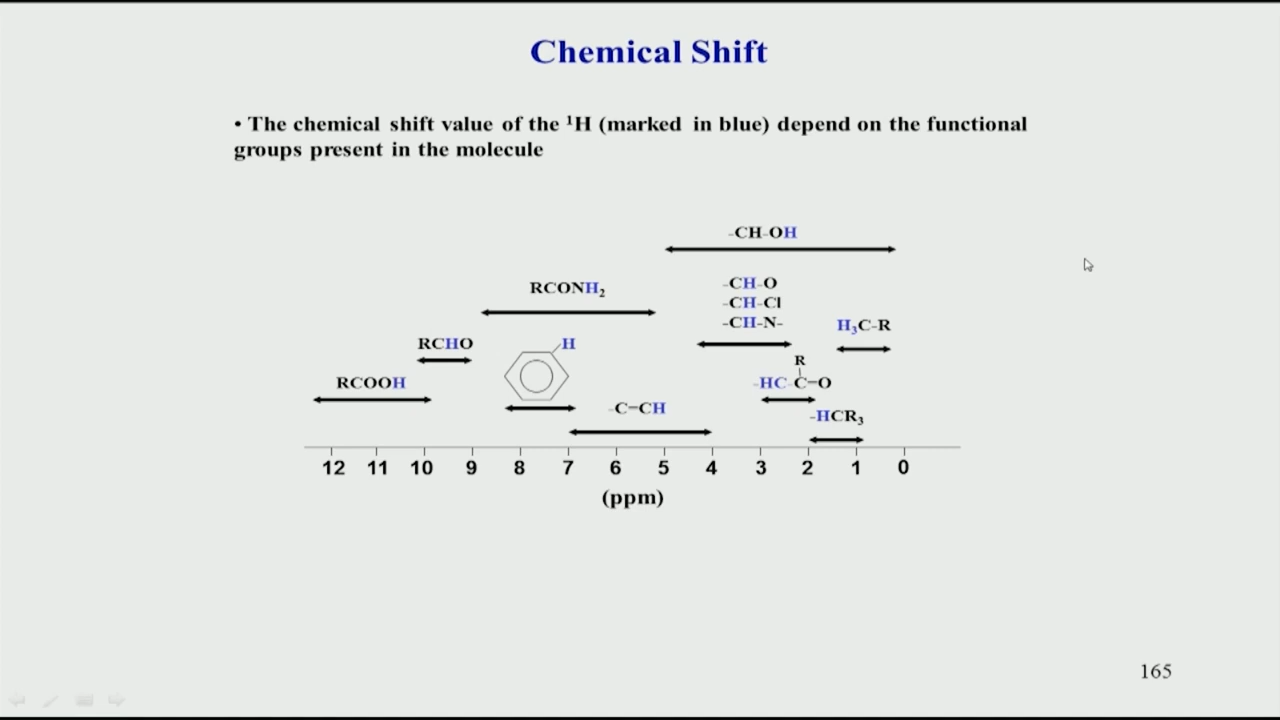 Chemical Shift
• The chemical shift value of the ¹H (marked in blue) depend on the functional
groups present in the molecule
-CH-OH
RCONH₂
-CH-O
-CH-Cl
-CH-N-
H₃C-R
RCHO
H
R
RCOOH
-HC-C=O
-C=CH
-HCR₃
12 11 10 9 8 7 6 5 4 3 2 1 0
(ppm)
165